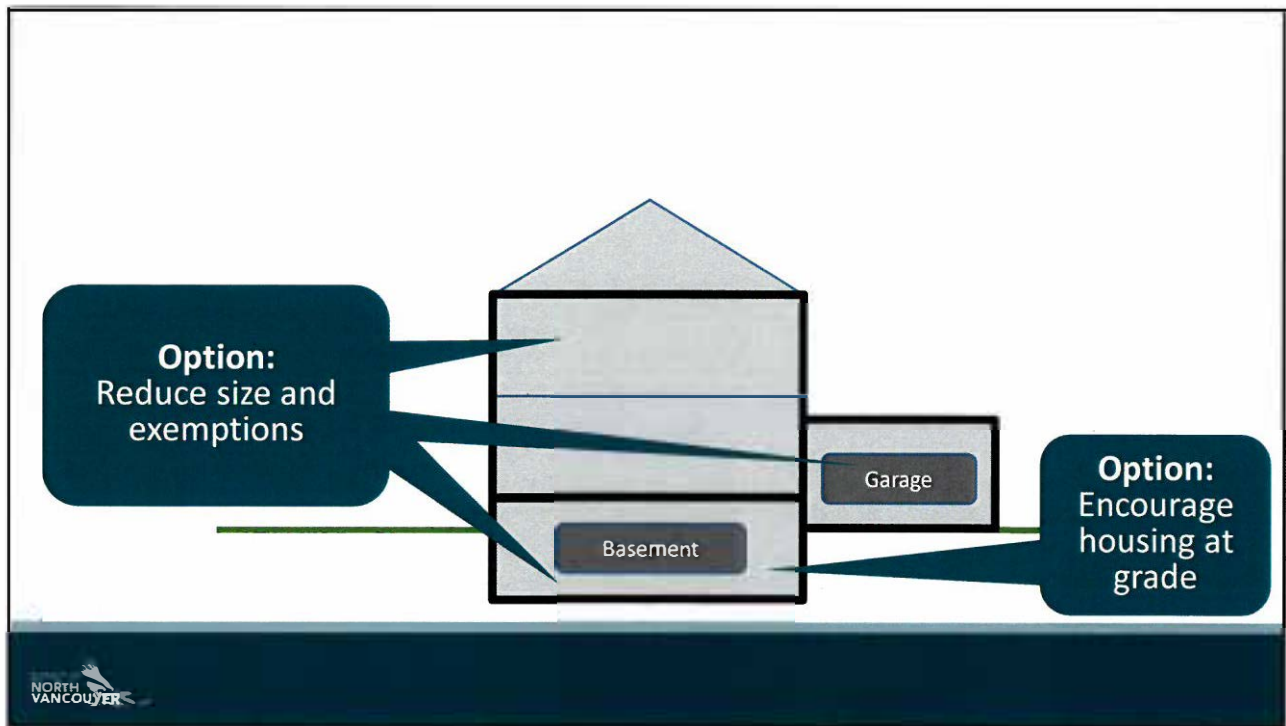 Option:
Reduce size and
exemptions
Garage
Option:
Encourage
housing at
grade
Basement
NORTH
VANCOUVER